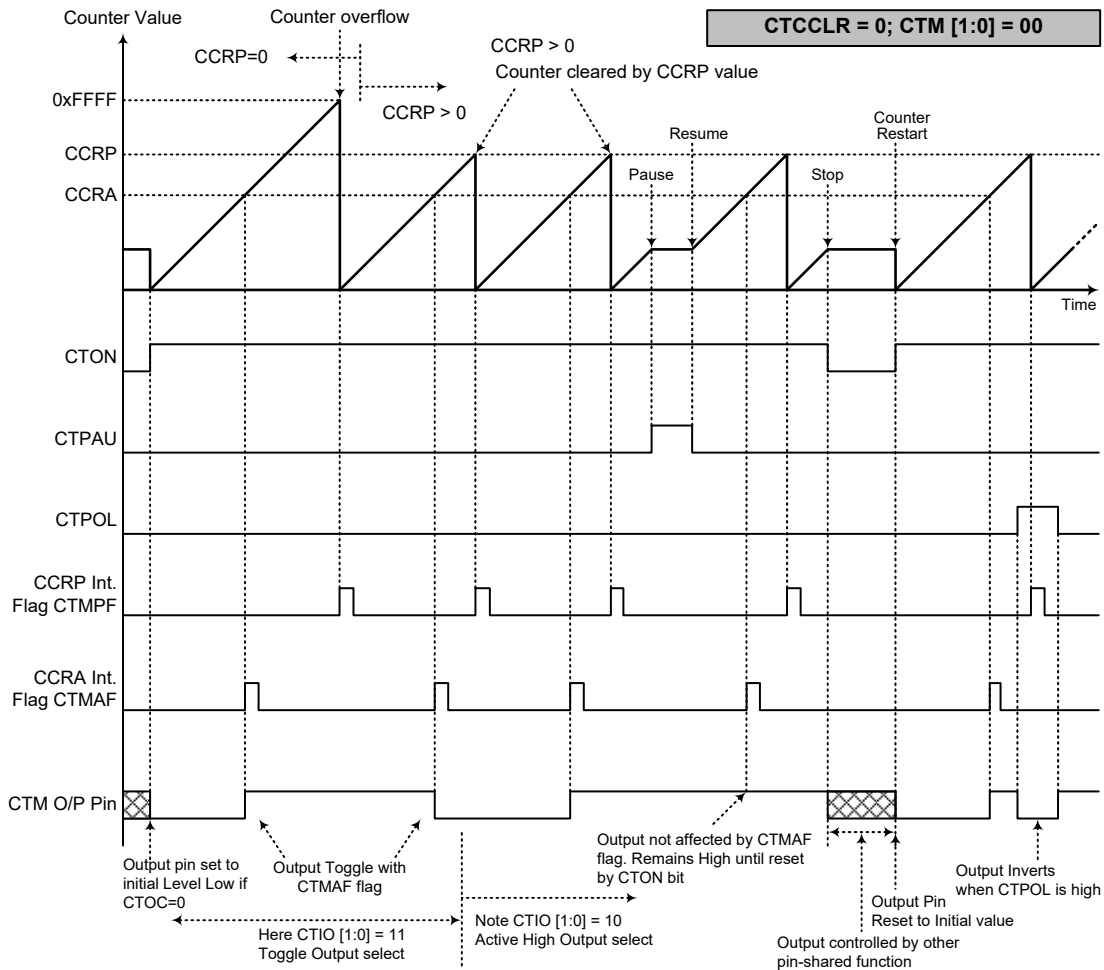 Counter Value
Counter overflow
CTCCLR = 0; CTM [1:0] = 00
CCRP=0
CCRP > 0
CCRP > 0
Counter cleared by CCRP value
0xFFFF
CCRP
CCRA
Pause
Resume
Stop
Counter
Restart
Time
CTON
CTPAU
CTPOL
CCRP Int.
Flag CTMPF
CCRA Int.
Flag CTMAF
CTM O/P Pin
Output pin set to
initial Level Low if
CTOC=0
Output Toggle with
CTMAF flag
Here CTIO [1:0] = 11
Toggle Output select
Note CTIO [1:0] = 10
Active High Output select
Output not affected by CTMAF
flag. Remains High until reset
by CTON bit
Output controlled by other
pin-shared function
Output Pin
Reset to Initial value
Output Inverts
when CTPOL is high